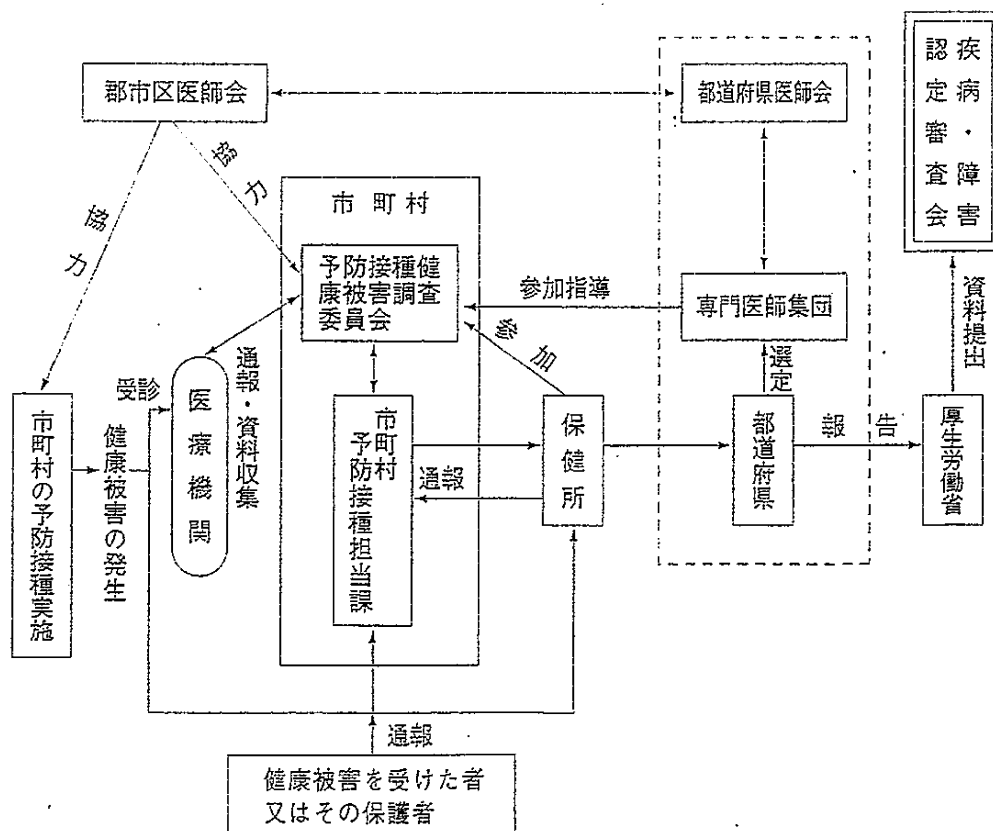 疾病・障害
認定審査会
郡市区医師会
都道府県医師会
協力
協力
市町村
予防接種健
康被害調査
委員会
参加指導
専門医師集団
資料提出
参加
選定
通報・資料収集
受診
医療機関
市町村の予防接種実施
健康被害の発生
市町村
予防接種担当課
通報
保健所
都道府県
報告
厚生労働省
通報
健康被害を受けた者
又はその保護者